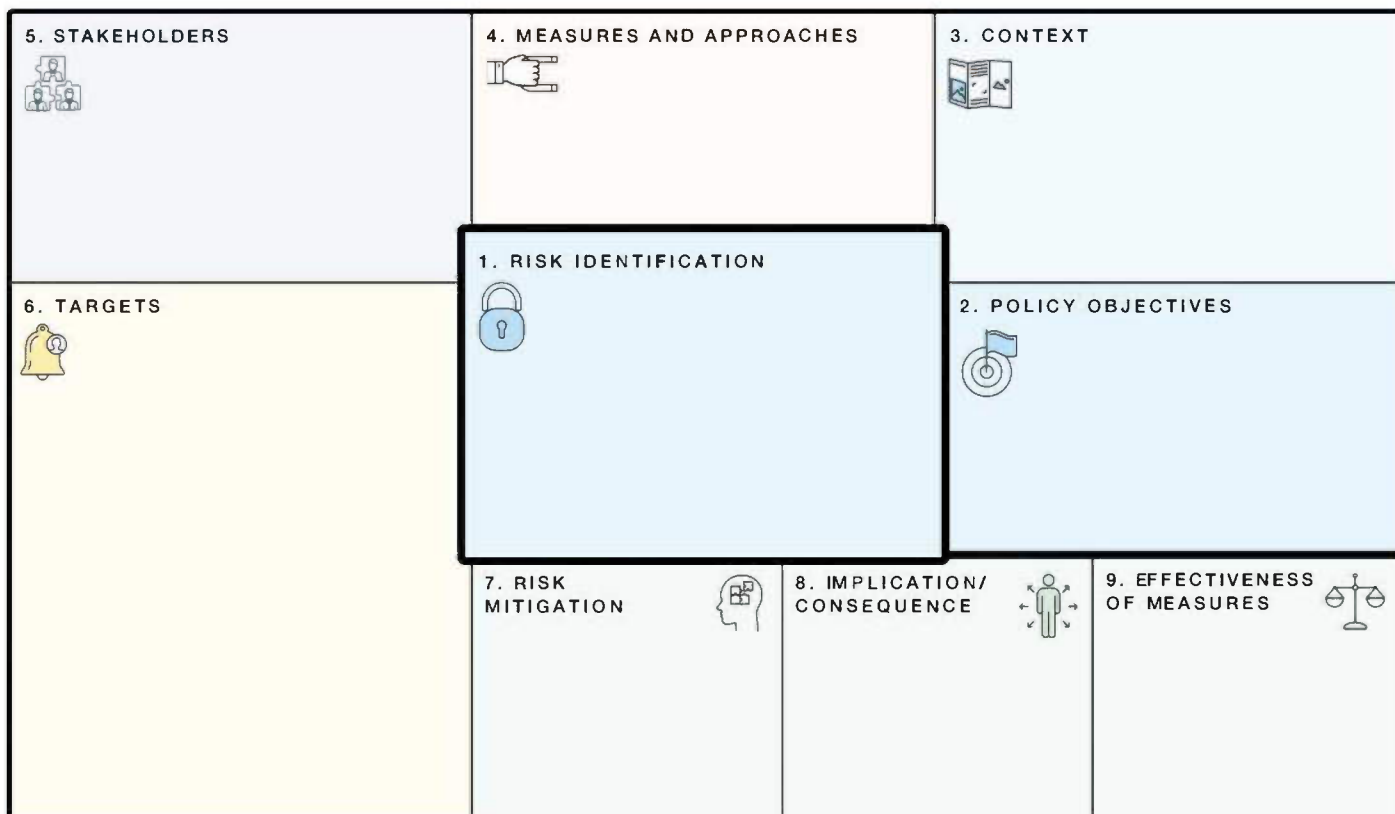 5. STAKEHOLDERS
4. MEASURES AND APPROACHES
3. CONTEXT
1. RISK IDENTIFICATION
6. TARGETS
2. POLICY OBJECTIVES
7. RISK
MITIGATION
8. IMPLICATION/
CONSEQUENCE
9. EFFECTIVENESS
OF MEASURES